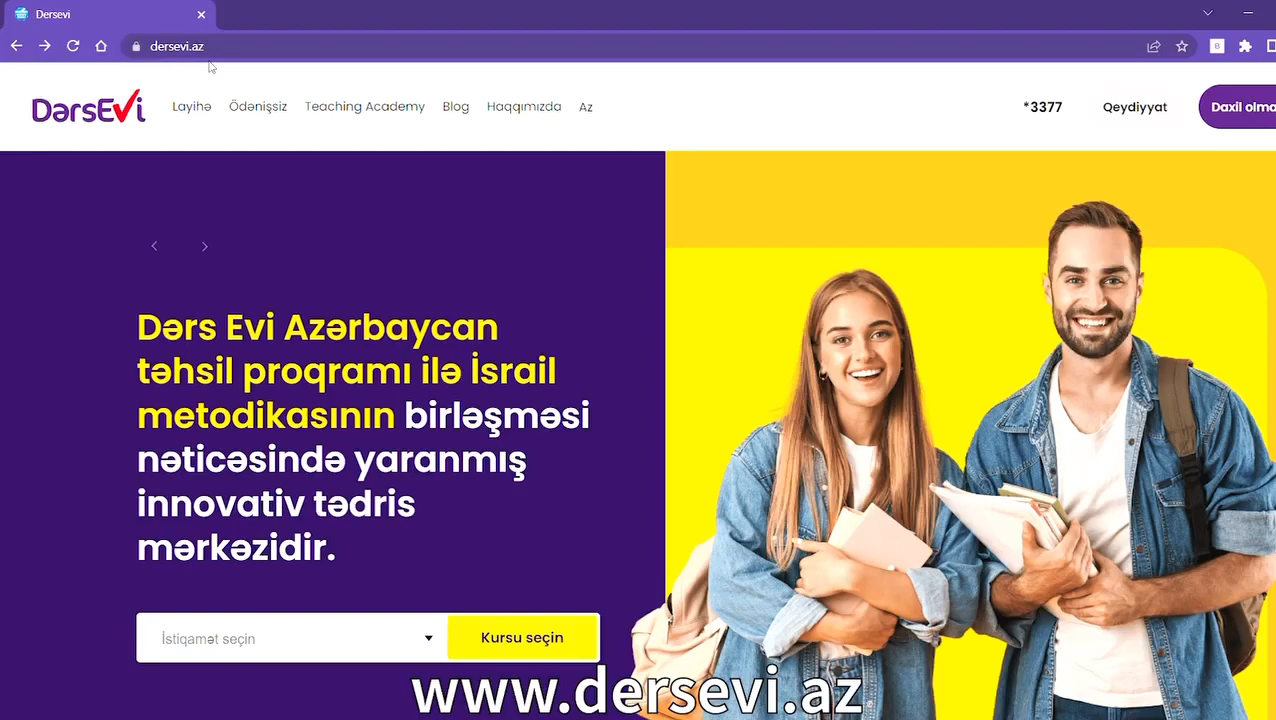 Dersevi
dersevi.az
DərsEvi
Layihə Ödənişsiz Teaching Academy Blog Haqqımızda Az
*3377 Qeydiyyat Daxil olma
Dərs Evi Azərbaycan
təhsil proqramı ilə İsrail
metodikasının birləşməsi
nəticəsində yaranmış
innovativ tədris
mərkəzidir.
İstiqamət seçin Kursu seçin
www.dersevi.az